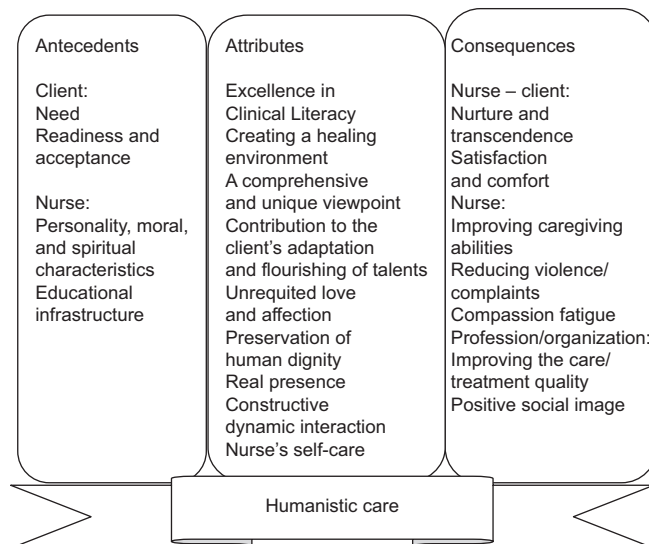 Antecedents
Client:
Need
Readiness and
acceptance
Nurse:
Personality, moral,
and spiritual
characteristics
Educational
infrastructure
Attributes
Excellence in
Clinical Literacy
Creating a healing
environment
A comprehensive
and unique viewpoint
Contribution to the
client's adaptation
and flourishing of talents
Unrequited love
and affection
Preservation of
human dignity
Real presence
Constructive
dynamic interaction
Nurse's self-care
Consequences
Nurse – client:
Nurture and
transcendence
Satisfaction
and comfort
Nurse:
Improving caregiving
abilities
Reducing violence/
complaints
Compassion fatigue
Profession/organization:
Improving the care/
treatment quality
Positive social image
Humanistic care